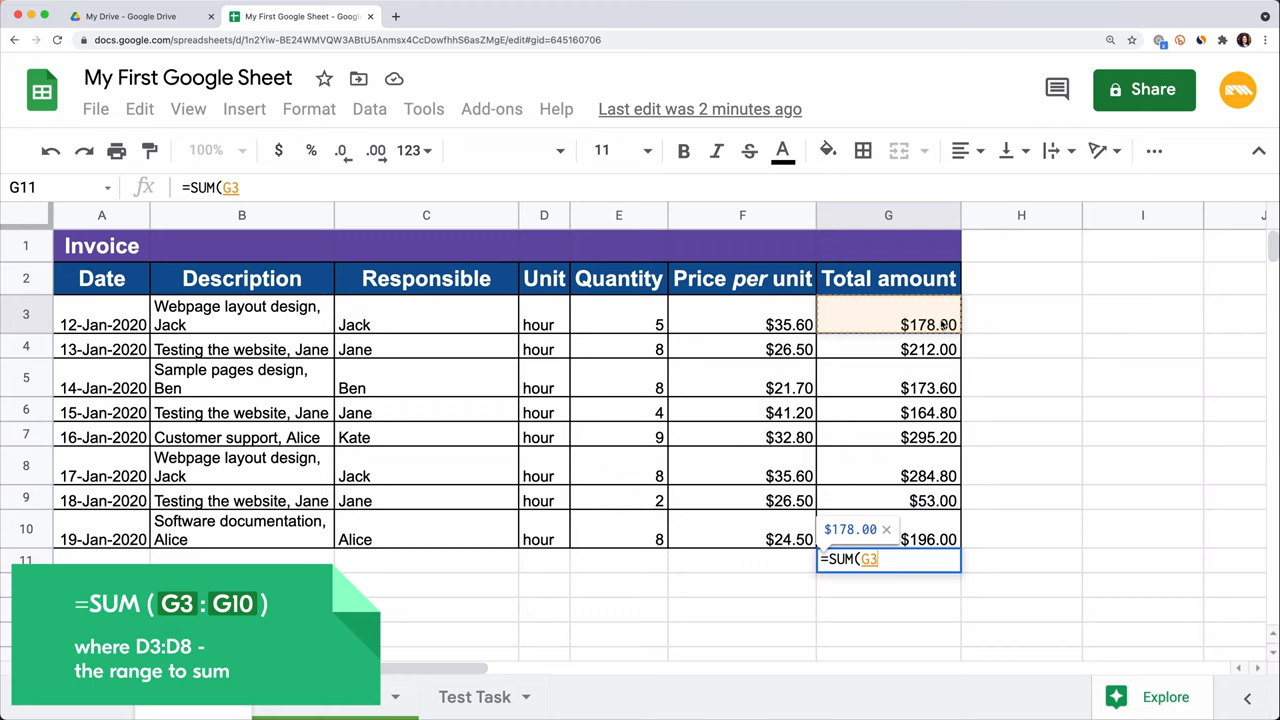 My Drive - Google Drive
My First Google Sheet - Goog
docs.google.com/spreadsheets/d/1n2Yiw-BE24WMVQW3ABtU5Anmsx4CcDowfhhS6asZMgE/edit#gid=645160706
My First Google Sheet
File Edit View Insert Format Data Tools Add-ons Help Last edit was 2 minutes ago
Share
100% $ % .0 .00 123 11 B I S A
G11 fx =SUM(G3
A B C D E F G H I J
1 Invoice
2 Date Description Responsible Unit Quantity Price per unit Total amount
Webpage layout design,
3 12-Jan-2020 Jack Jack hour 5 $35.60 $178.00
4 13-Jan-2020 Testing the website, Jane Jane hour 8 $26.50 $212.00
Sample pages design,
5 14-Jan-2020 Ben Ben hour 8 $21.70 $173.60
6 15-Jan-2020 Testing the website, Jane Jane hour 4 $41.20 $164.80
7 16-Jan-2020 Customer support, Alice Kate hour 9 $32.80 $295.20
Webpage layout design,
8 17-Jan-2020 Jack Jack hour 8 $35.60 $284.80
9 18-Jan-2020 Testing the website, Jane Jane hour 2 $26.50 $53.00
Software documentation,
10 19-Jan-2020 Alice Alice hour 8 $24.50 $196.00
$178.00 ×
11 =SUM(G3
=SUM ( G3 : G10 )
where D3:D8 -
the range to sum
Test Task
Explore